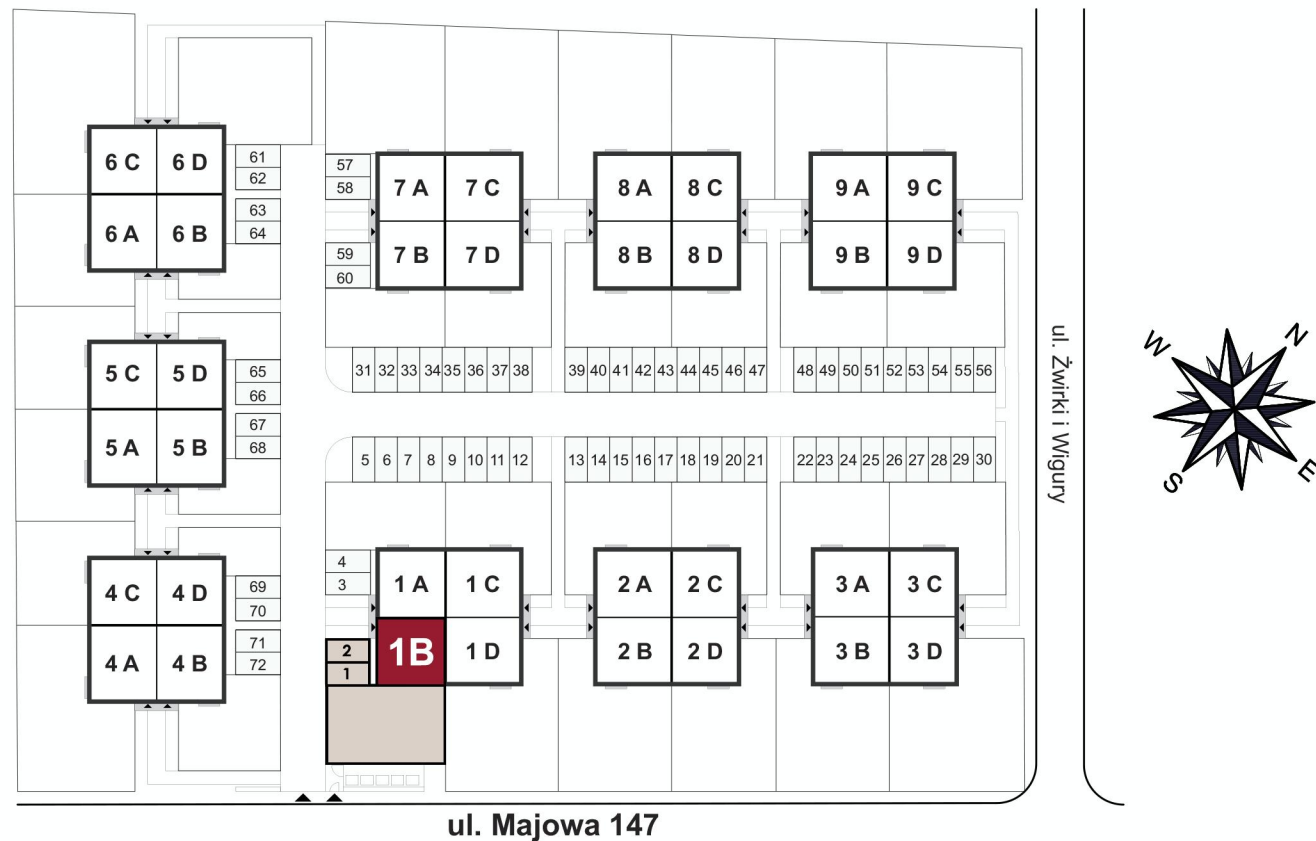 6 C 6 D
6 A 6 B
61
62
63
64
57
58
59
60
7 A 7 C
7 B 7 D
8 A 8 C
8 B 8 D
9 A 9 C
9 B 9 D
5 C 5 D
5 A 5 B
65
66
67
68
31 32 33 34 35 36 37 38
39 40 41 42 43 44 45 46 47
48 49 50 51 52 53 54 55 56
5 6 7 8 9 10 11 12
13 14 15 16 17 18 19 20 21
22 23 24 25 26 27 28 29 30
ul. Żwirki i Wigury
W
N
S
E
4 C 4 D
4 A 4 B
69
70
71
72
4
3
2
1
1 A 1 C
1B 1 D
2 A 2 C
2 B 2 D
3 A 3 C
3 B 3 D
ul. Majowa 147